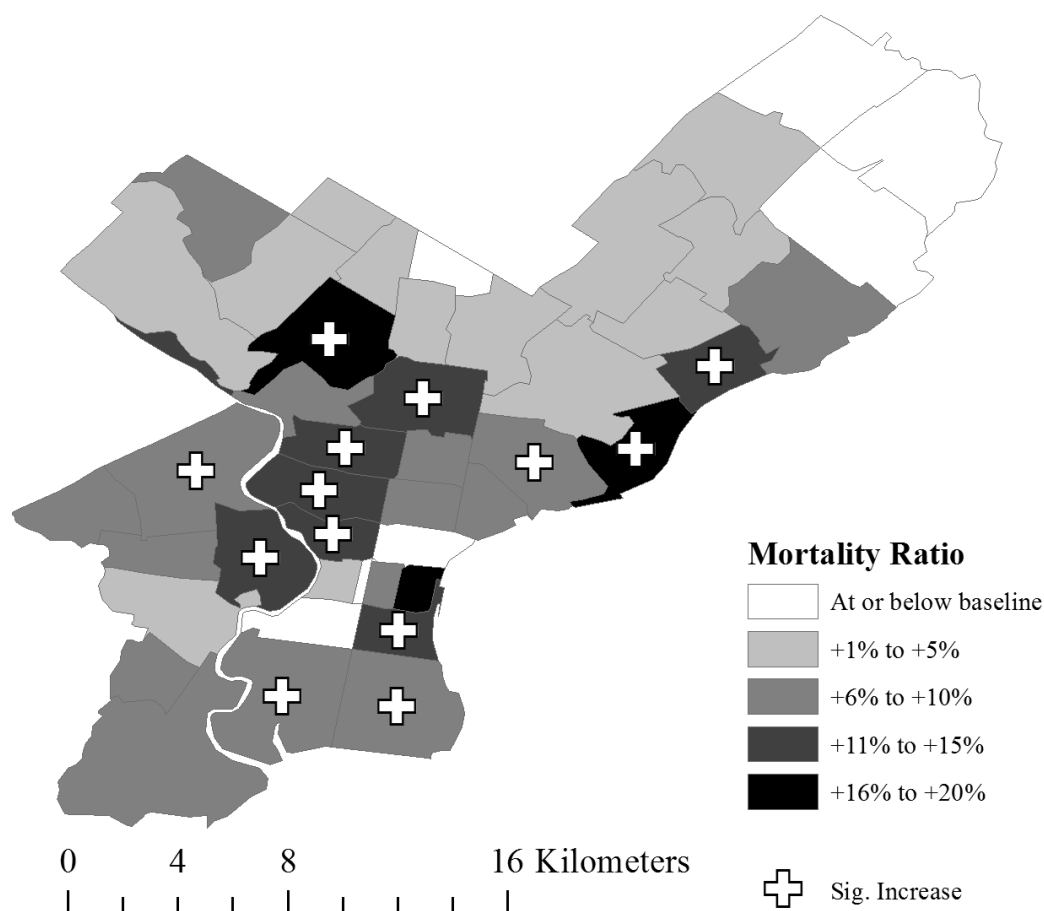 Mortality Ratio
At or below baseline
+1% to +5%
+6% to +10%
+11% to +15%
+16% to +20%
0 4 8 16 Kilometers
Sig. Increase